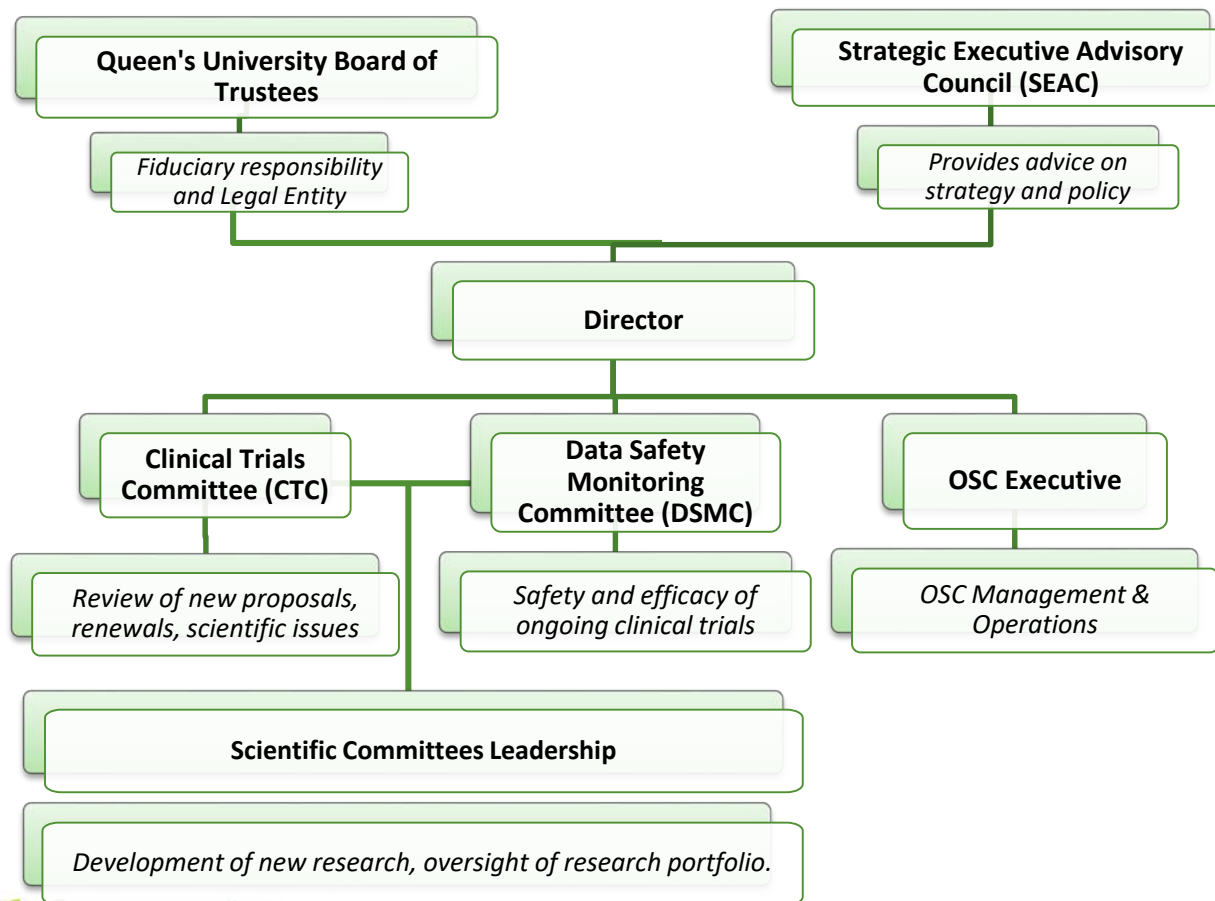 Queen's University Board of
Trustees
Strategic Executive Advisory
Council (SEAC)
Fiduciary responsibility
and Legal Entity
Provides advice on
strategy and policy
Director
Clinical Trials
Committee (CTC)
Data Safety
Monitoring
Committee (DSMC)
OSC Executive
Review of new proposals,
renewals, scientific issues
Safety and efficacy of
ongoing clinical trials
OSC Management &
Operations
Scientific Committees Leadership
Development of new research, oversight of research portfolio.